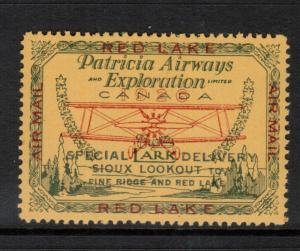 RED LAKE
Patricia Airways
AND Exploration LIMITED
CANADA
AIR MAIL
AIR MAIL
SPECIAL LARK DELIVERY
SIOUX LOOKOUT TO
PINE RIDGE AND RED LAKE
RED LAKE